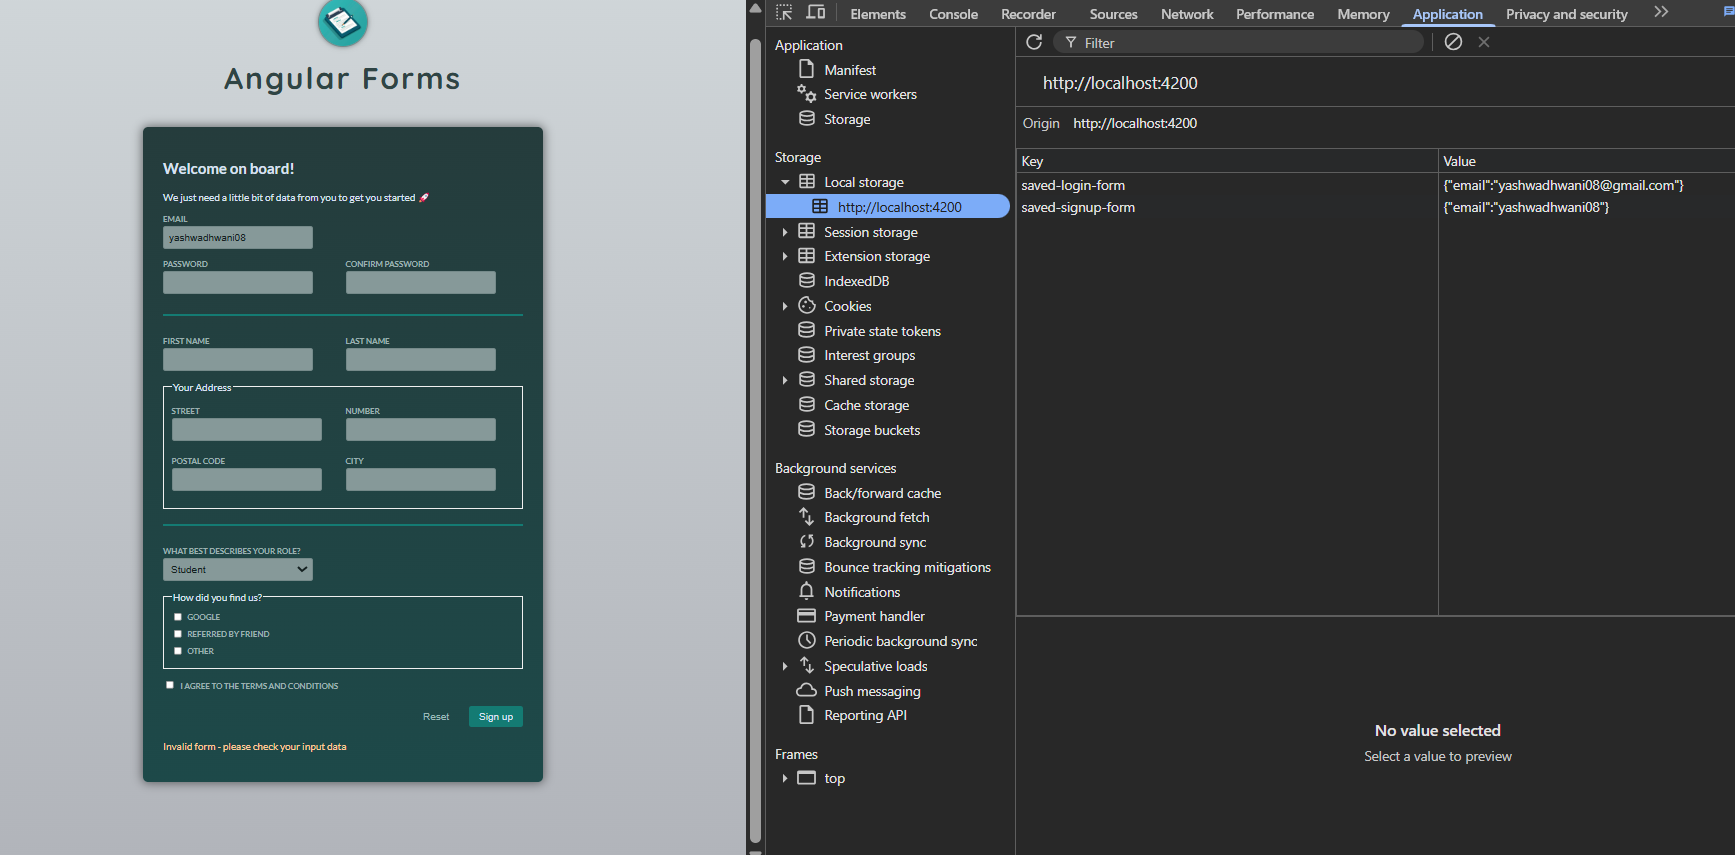 Angular Forms
Welcome on board!
We just need a little bit of data from you to get you started 🚀
EMAIL
yashwadhwani08
PASSWORD CONFIRM PASSWORD
FIRST NAME LAST NAME
Your Address
STREET NUMBER
POSTAL CODE CITY
WHAT BEST DESCRIBES YOUR ROLE?
Student
How did you find us?
GOOGLE
REFERRED BY FRIEND
OTHER
I AGREE TO THE TERMS AND CONDITIONS
Reset Sign up
Invalid form - please check your input data
Elements Console Recorder Sources Network Performance Memory Application Privacy and security
Application
Manifest
Service workers
Storage
Storage
Local storage
http://localhost:4200
Session storage
Extension storage
IndexedDB
Cookies
Private state tokens
Interest groups
Shared storage
Cache storage
Storage buckets
Background services
Back/forward cache
Background fetch
Background sync
Bounce tracking mitigations
Notifications
Payment handler
Periodic background sync
Speculative loads
Push messaging
Reporting API
Frames
top
Filter
http://localhost:4200
Origin http://localhost:4200
Key Value
saved-login-form {"email":"yashwadhwani08@gmail.com"}
saved-signup-form {"email":"yashwadhwani08"}
No value selected
Select a value to preview